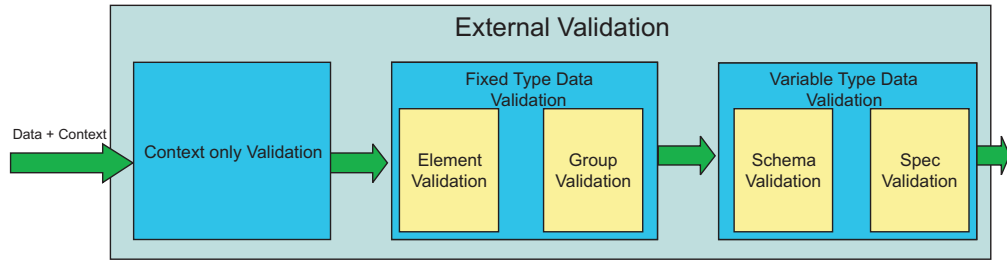 External Validation
Data + Context
Context only Validation
Fixed Type Data
Validation
Element
Validation
Group
Validation
Variable Type Data
Validation
Schema
Validation
Spec
Validation